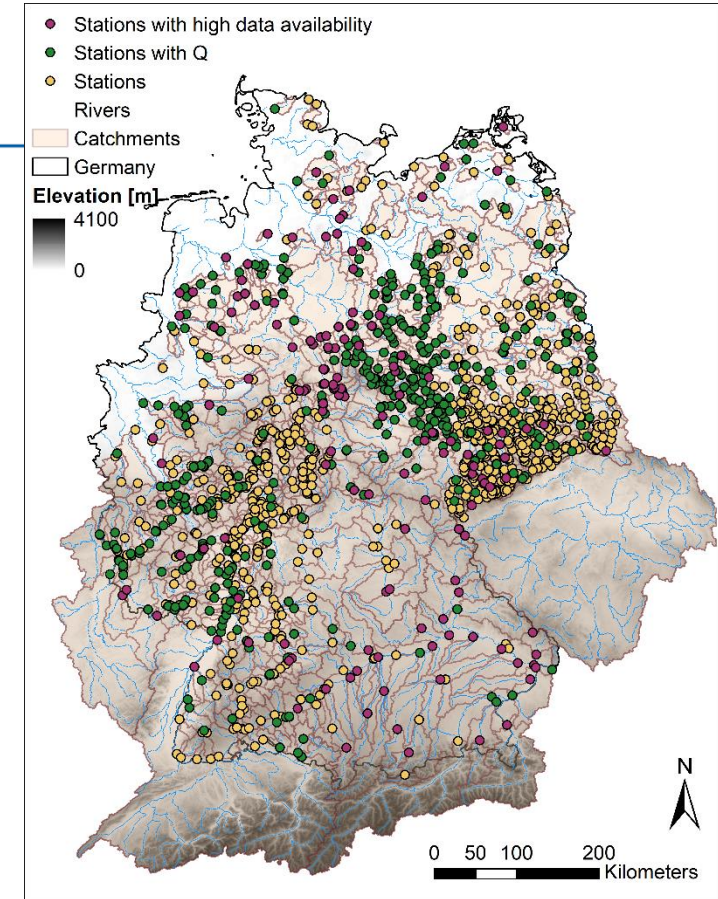 Stations with high data availability
Stations with Q
Stations
Rivers
Catchments
Germany
Elevation [m]
4100
0
N
0 50 100 200
Kilometers